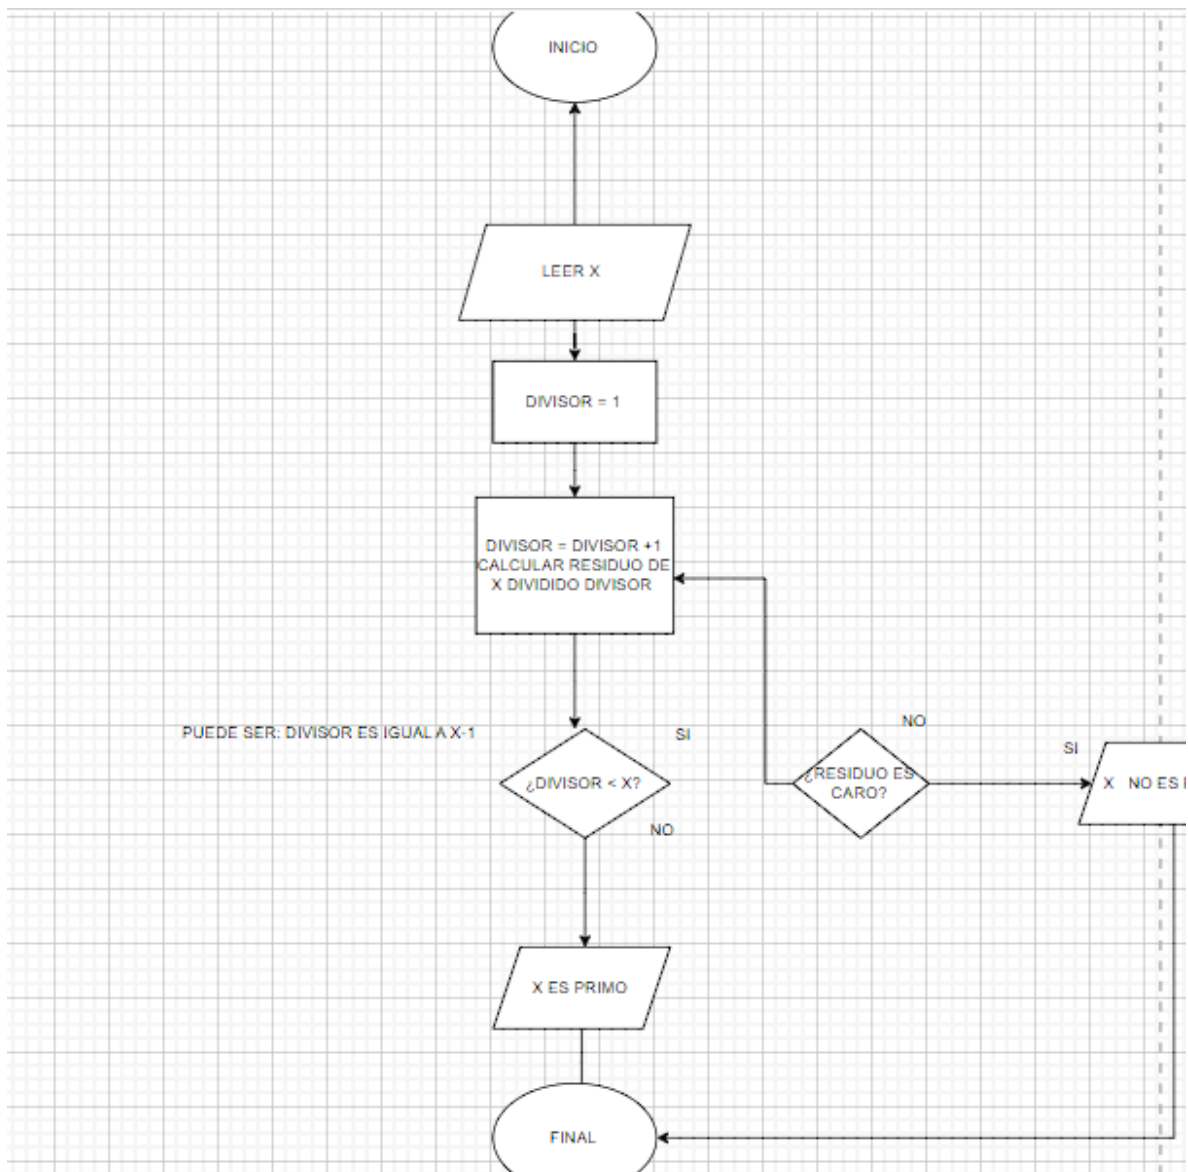 INICIO
LEER X
DIVISOR = 1
DIVISOR = DIVISOR +1
CALCULAR RESIDUO DE
X DIVIDIDO DIVISOR
PUEDE SER: DIVISOR ES IGUAL A X-1
SI
NO
SI
¿DIVISOR < X?
¿RESIDUO ES
CARO?
X NO ES
NO
X ES PRIMO
FINAL